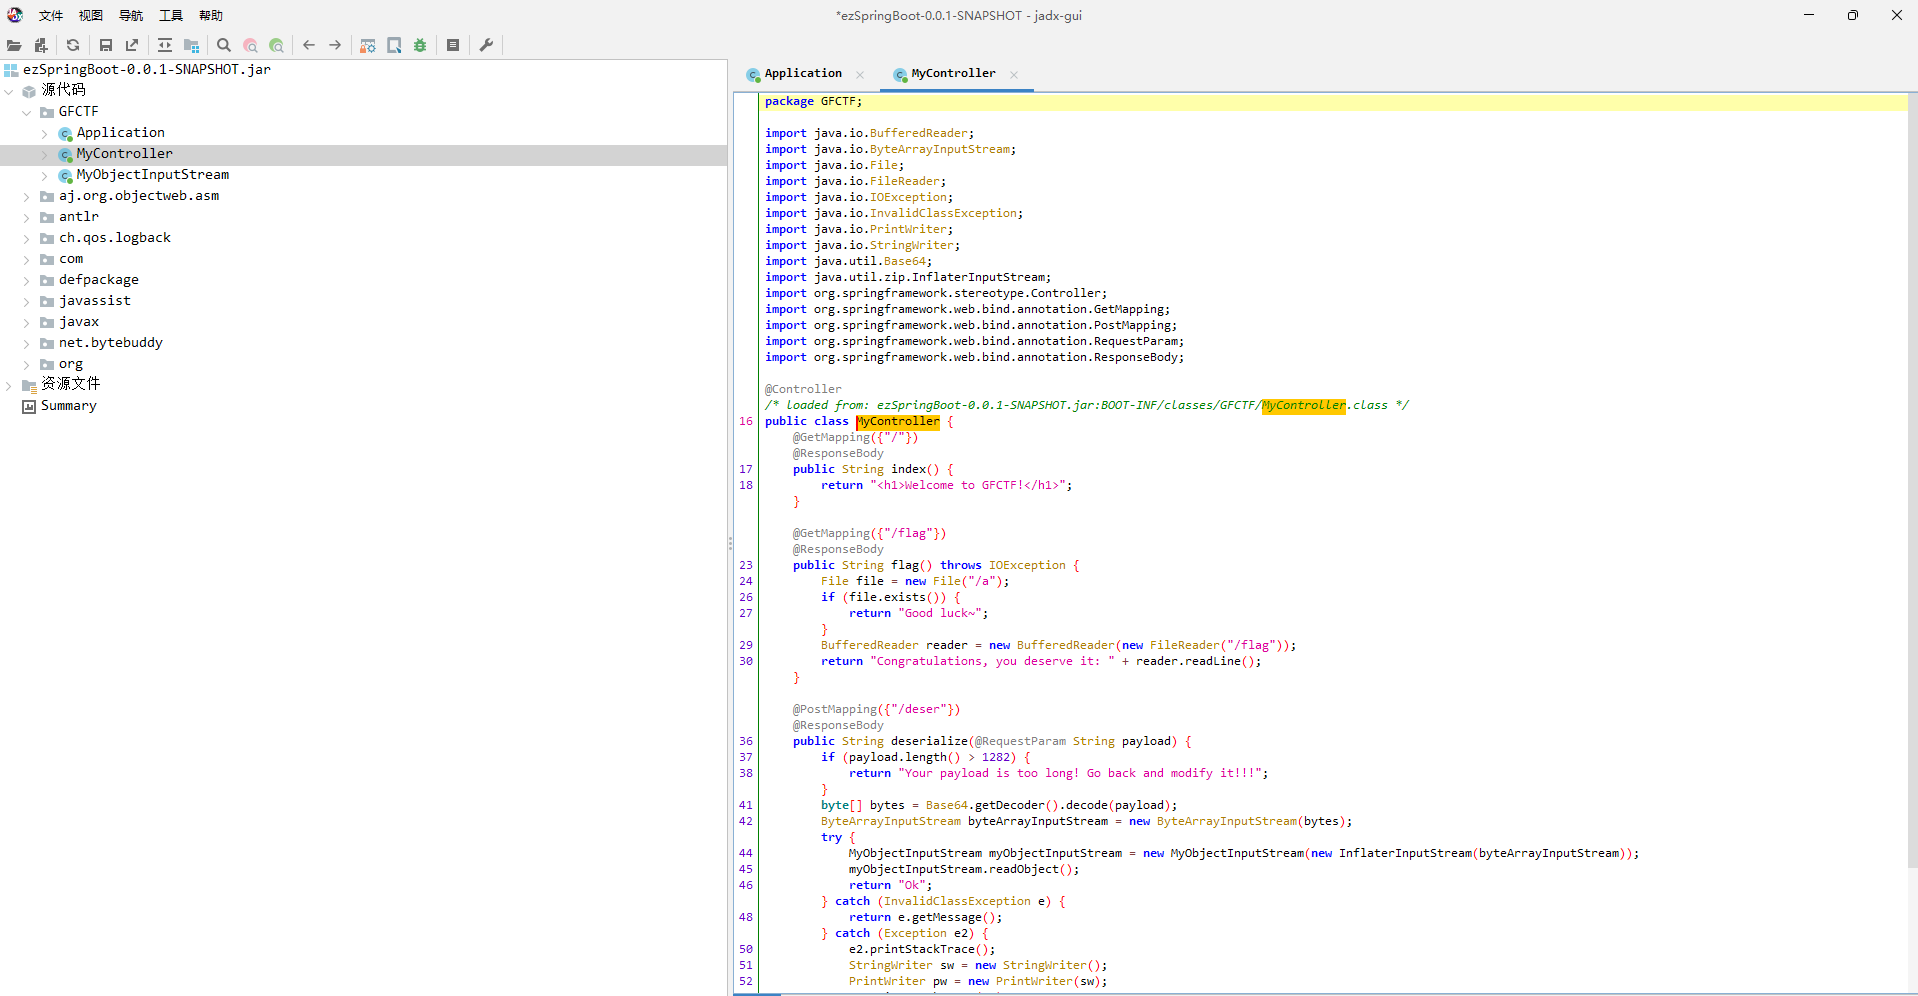 文件 视图 导航 工具 帮助
*ezSpringBoot-0.0.1-SNAPSHOT - jadx-gui
ezSpringBoot-0.0.1-SNAPSHOT.jar
源代码
GFCTF
Application
MyController
MyObjectInputStream
aj.org.objectweb.asm
antlr
ch.qos.logback
com
defpackage
javassist
javax
net.bytebuddy
org
资源文件
Summary
Application MyController
package GFCTF;
import java.io.BufferedReader;
import java.io.ByteArrayInputStream;
import java.io.File;
import java.io.FileReader;
import java.io.IOException;
import java.io.InvalidClassException;
import java.io.PrintWriter;
import java.io.StringWriter;
import java.util.Base64;
import java.util.zip.InflaterInputStream;
import org.springframework.stereotype.Controller;
import org.springframework.web.bind.annotation.GetMapping;
import org.springframework.web.bind.annotation.PostMapping;
import org.springframework.web.bind.annotation.RequestParam;
import org.springframework.web.bind.annotation.ResponseBody;
@Controller
/* loaded from: ezSpringBoot-0.0.1-SNAPSHOT.jar:BOOT-INF/classes/GFCTF/MyController.class */
16 public class MyController {
@GetMapping({"/"})
@ResponseBody
17 public String index() {
18 return "<h1>Welcome to GFCTF!</h1>";
}
@GetMapping({"/flag"})
@ResponseBody
23 public String flag() throws IOException {
24 File file = new File("/a");
26 if (file.exists()) {
27 return "Good luck~";
}
29 BufferedReader reader = new BufferedReader(new FileReader("/flag"));
30 return "Congratulations, you deserve it: " + reader.readLine();
}
@PostMapping({"/deser"})
@ResponseBody
36 public String deserialize(@RequestParam String payload) {
37 if (payload.length() > 1282) {
38 return "Your payload is too long! Go back and modify it!!!";
}
41 byte[] bytes = Base64.getDecoder().decode(payload);
42 ByteArrayInputStream byteArrayInputStream = new ByteArrayInputStream(bytes);
try {
44 MyObjectInputStream myObjectInputStream = new MyObjectInputStream(new InflaterInputStream(byteArrayInputStream));
45 myObjectInputStream.readObject();
46 return "Ok";
} catch (InvalidClassException e) {
48 return e.getMessage();
} catch (Exception e2) {
50 e2.printStackTrace();
51 StringWriter sw = new StringWriter();
52 PrintWriter pw = new PrintWriter(sw);